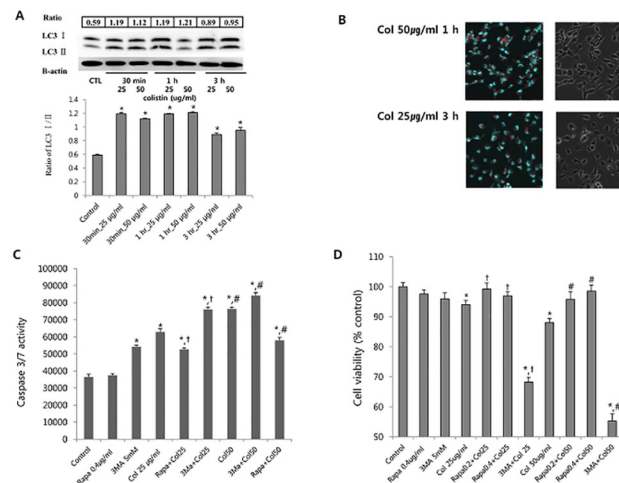 A
Ratio
0.59 1.19 1.12 1.19 1.21 0.89 0.95
LC3 I
LC3 II
B-actin
CTL 30 min 1 h 3 h
25 50 25 50 25 50
colistin (ug/ml)
Ratio of LC3 I/II
1.4
1.2
1
0.8
0.6
0.4
0.2
0
* * * * * *
Control
30min_25 µg/ml
30min_50 µg/ml
1 hr_25 µg/ml
1 hr_50 µg/ml
3 hr_25 µg/ml
3 hr_50 µg/ml
B
Col 50µg/ml 1 h
Col 25µg/ml 3 h
C
Caspase 3/7 activity
90000
80000
70000
60000
50000
40000
30000
20000
10000
0
* * *,† *,† *,# *,# *,#
Control
Rapa 0.4µg/ml
3MA 5mM
Col 25 µg/ml
Rapa+Col25
3Ma+Col25
Col50
3Ma+Col50
Rapa+Col50
D
Cell viability (% control)
110
100
90
80
70
60
50
* † † *,† * # # *,#
Control
Rapa 0.4ug/ml
3MA 5mM
Col 25ug/ml
Rapa0.2+Col25
Rapa0.4+Col25
3MA+Col 25
Col 50ug/ml
Rapa0.2+Col50
Rapa0.4+Col50
3MA+Col50